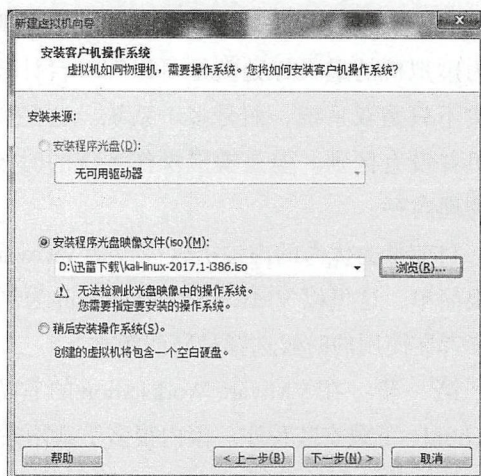 新建虚拟机向导
安装客户机操作系统
虚拟机如同物理机，需要操作系统。您将如何安装客户机操作系统?
安装来源:
安装程序光盘(D):
无可用驱动器
安装程序光盘映像文件(iso)(M):
D:\迅雷下载\kali-linux-2017.1-i386.iso
浏览(R)...
无法检测此光盘映像中的操作系统。
您需要指定要安装的操作系统。
稍后安装操作系统(S)。
创建的虚拟机将包含一个空白硬盘。
帮助
< 上一步(B)
下一步(N) >
取消